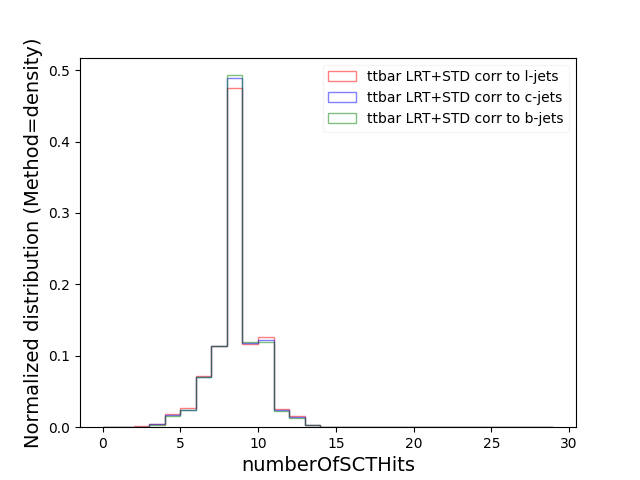 ttbar LRT+STD corr to l-jets
ttbar LRT+STD corr to c-jets
ttbar LRT+STD corr to b-jets
Normalized distribution (Method=density)
0.5
0.4
0.3
0.2
0.1
0.0
0 5 10 15 20 25 30
numberOfSCTHits